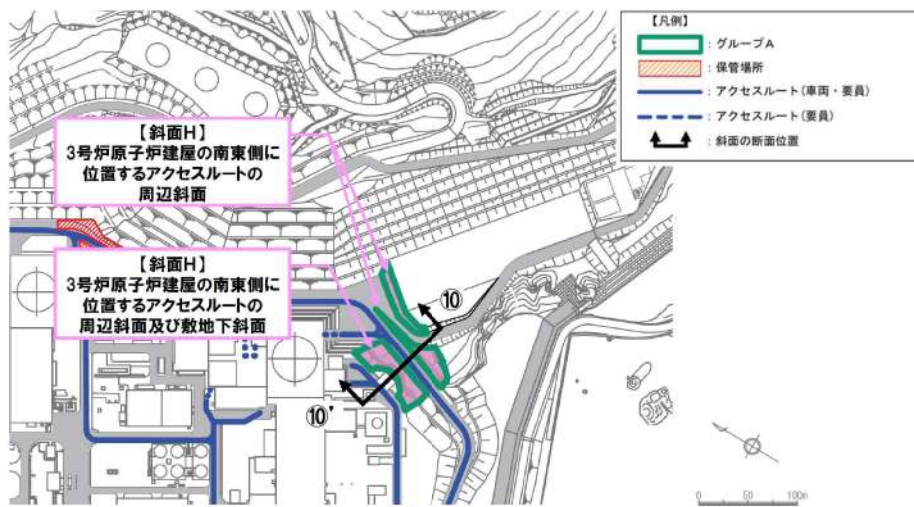 【凡例】
: グループA
: 保管場所
: アクセスルート(車両・要員)
: アクセスルート(要員)
: 斜面の断面位置
【斜面H】
3号炉原子炉建屋の南東側に
位置するアクセスルートの
周辺斜面
【斜面H】
3号炉原子炉建屋の南東側に
位置するアクセスルートの
周辺斜面及び敷地下斜面
⑩
⑩'
0 50 100m